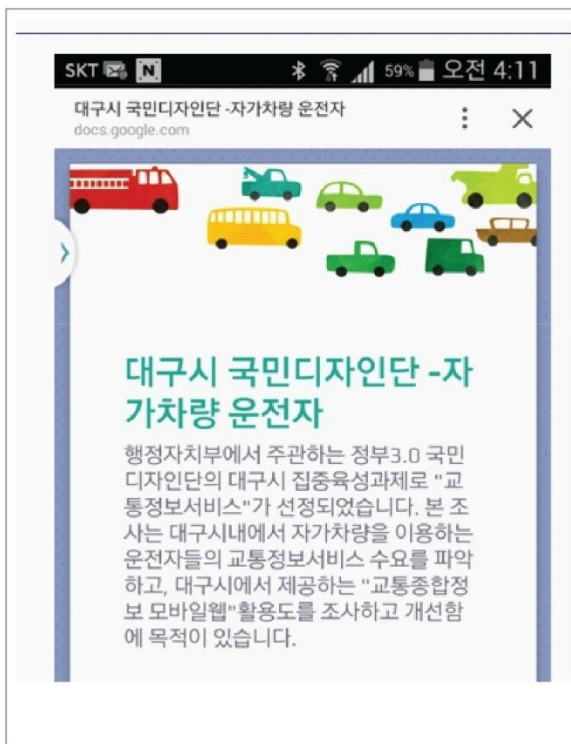 SKT N 59% 오전 4:11
대구시 국민디자인단 -자가차량 운전자
docs.google.com
대구시 국민디자인단 -자
가차량 운전자
행정자치부에서 주관하는 정부3.0 국민
디자인단의 대구시 집중육성과제로 "교
통정보서비스"가 선정되었습니다. 본 조
사는 대구시내에서 자가차량을 이용하는
운전자들의 교통정보서비스 수요를 파악
하고, 대구시에서 제공하는 "교통종합정
보 모바일웹"활용도를 조사하고 개선함
에 목적이 있습니다.